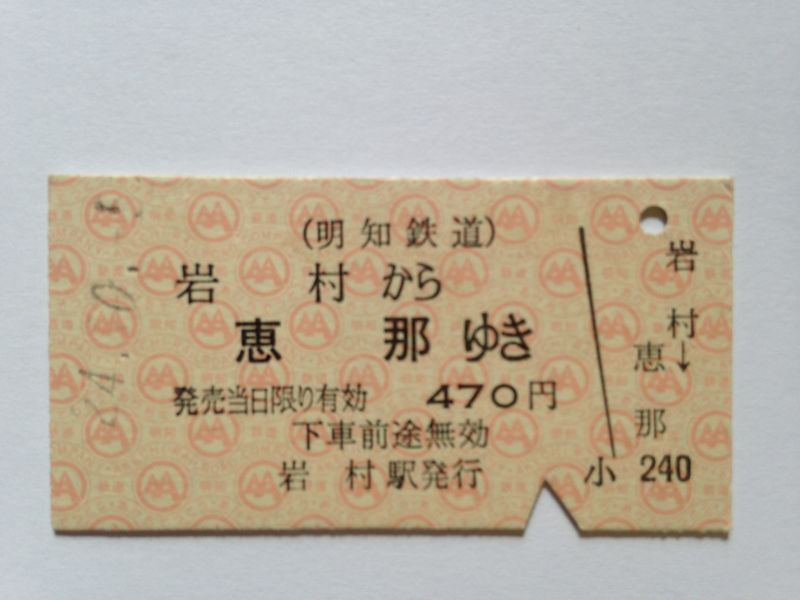 (明知鉄道)
岩村から
恵那ゆき
発売当日限り有効 470円
下車前途無効
岩村駅発行
岩村→
恵那
小 240